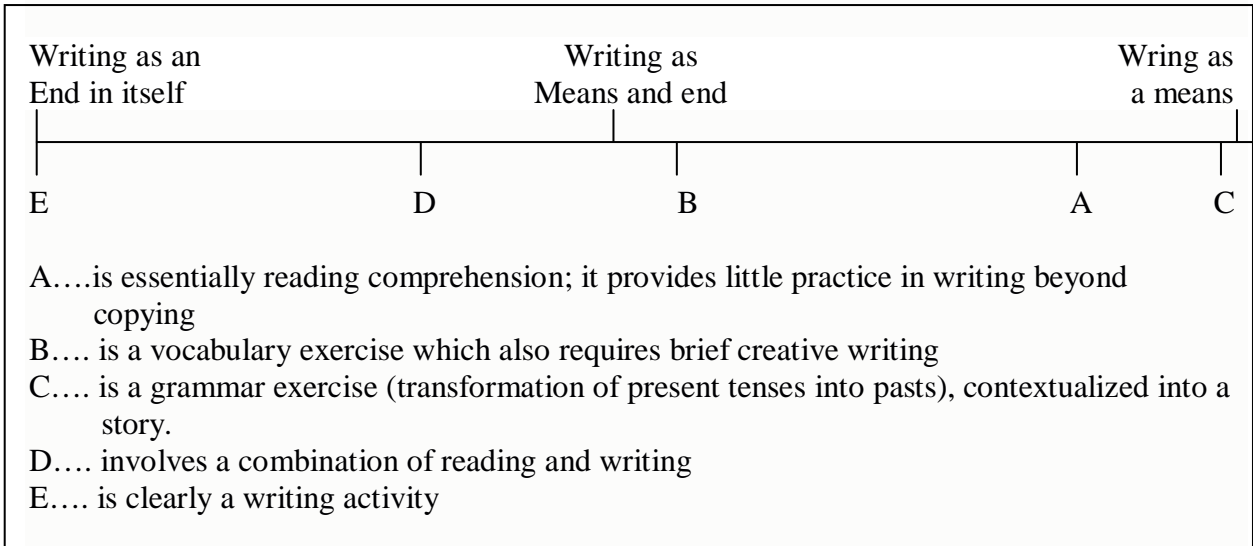 Writing as an Writing as Wring as
End in itself Means and end a means
E D B A C
A….is essentially reading comprehension; it provides little practice in writing beyond
copying
B…. is a vocabulary exercise which also requires brief creative writing
C…. is a grammar exercise (transformation of present tenses into pasts), contextualized into a
story.
D…. involves a combination of reading and writing
E…. is clearly a writing activity